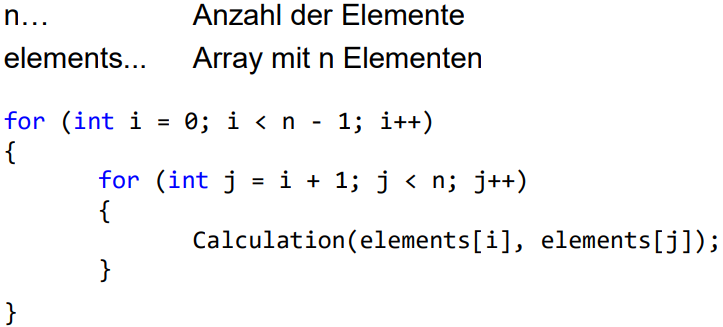 n... Anzahl der Elemente
elements... Array mit n Elementen
for (int i = 0; i < n - 1; i++)
{
for (int j = i + 1; j < n; j++)
{
Calculation(elements[i], elements[j]);
}
}